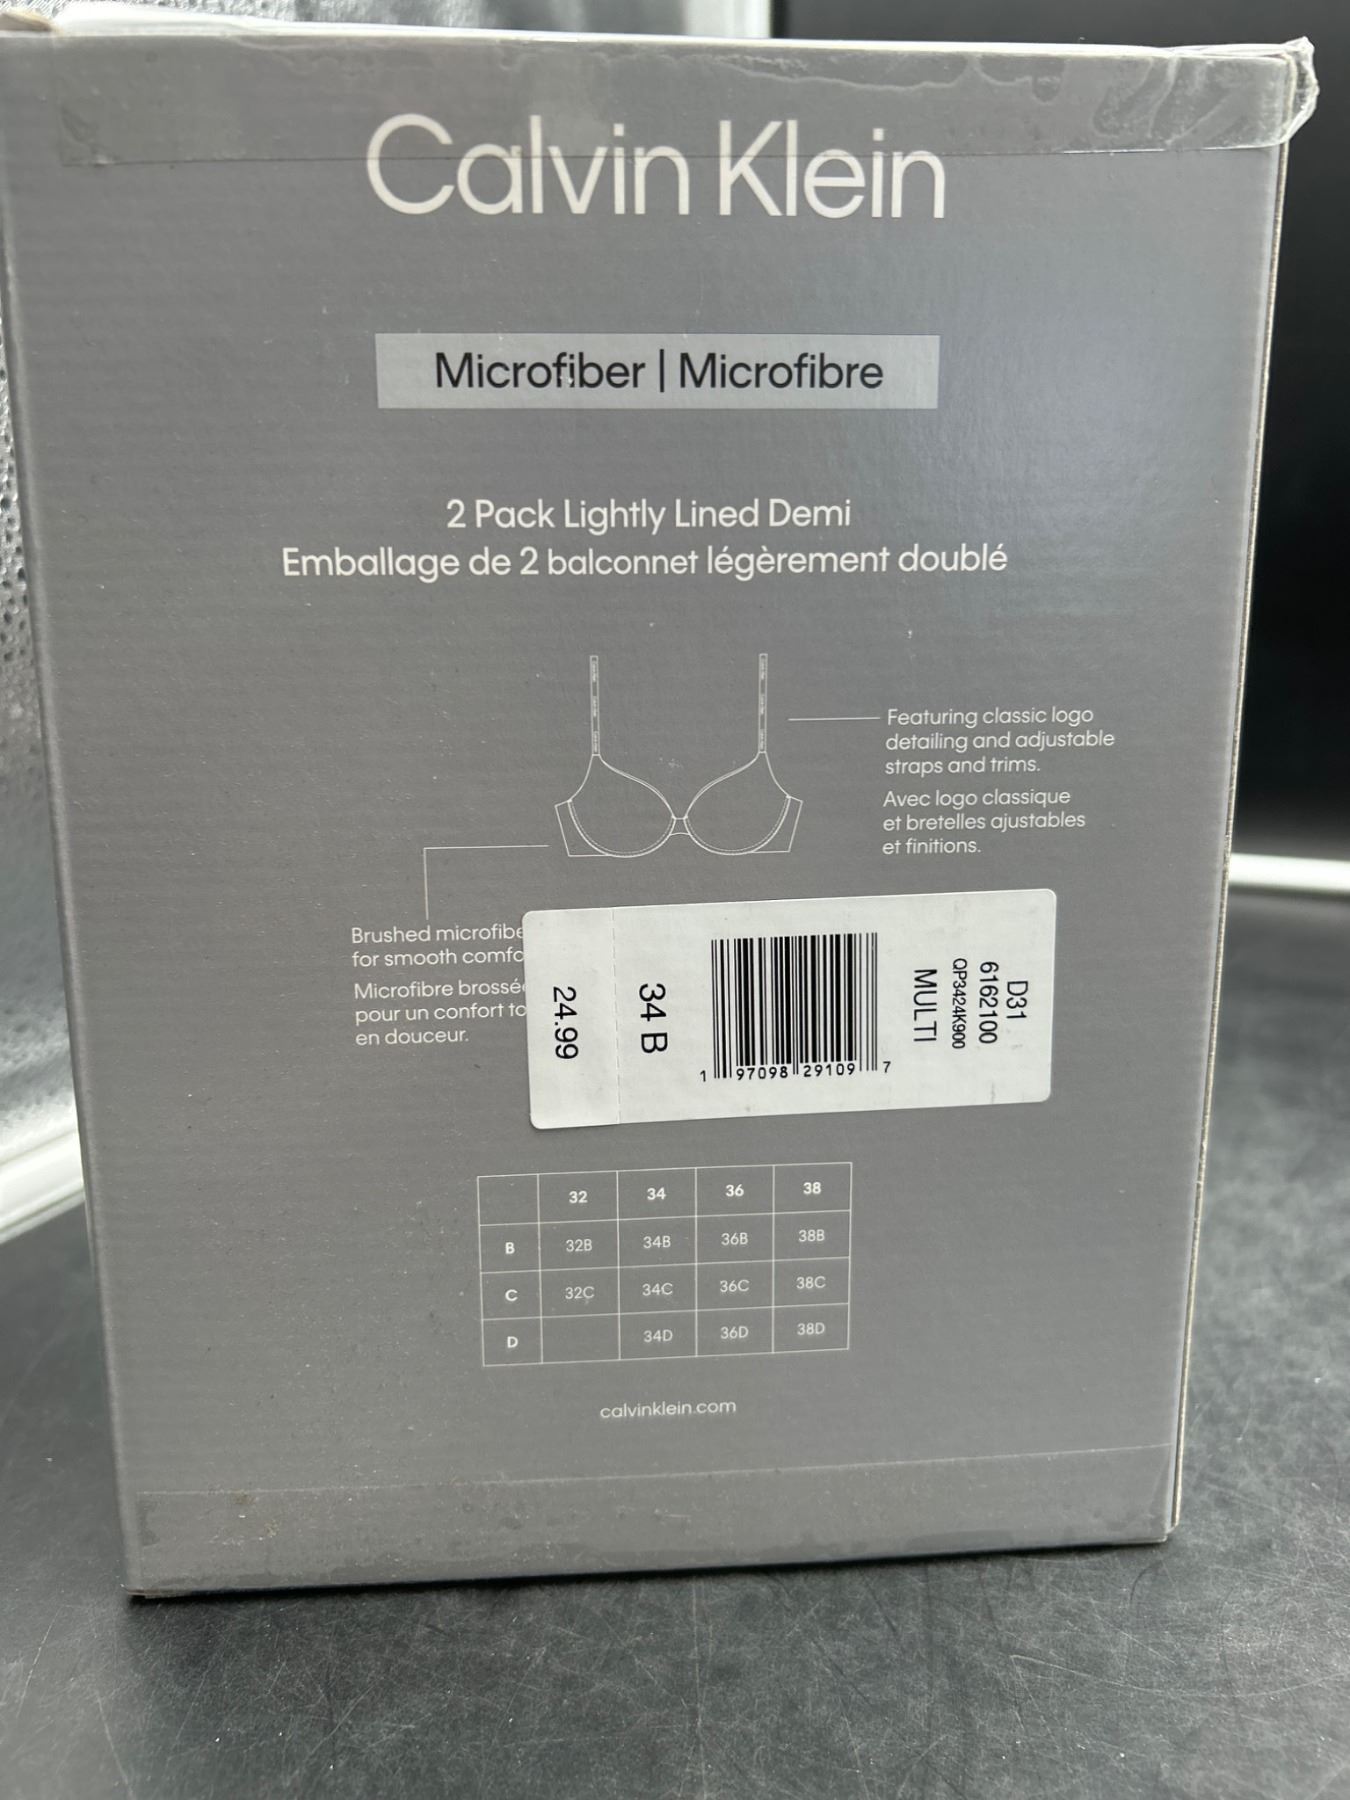 Calvin Klein
Microfiber | Microfibre
2 Pack Lightly Lined Demi
Emballage de 2 balconnet légèrement doublé
Featuring classic logo
detailing and adjustable
straps and trims.
Avec logo classique
et bretelles ajustables
et finitions.
Brushed microfibe
for smooth comfo
Microfibre brossée
pour un confort to
en douceur.
24.99
34 B
1 97098 29109 7
MULTI
QP3424K900
6162100
D31
32 34 36 38
B 32B 34B 36B 38B
C 32C 34C 36C 38C
D 34D 36D 38D
calvinklein.com